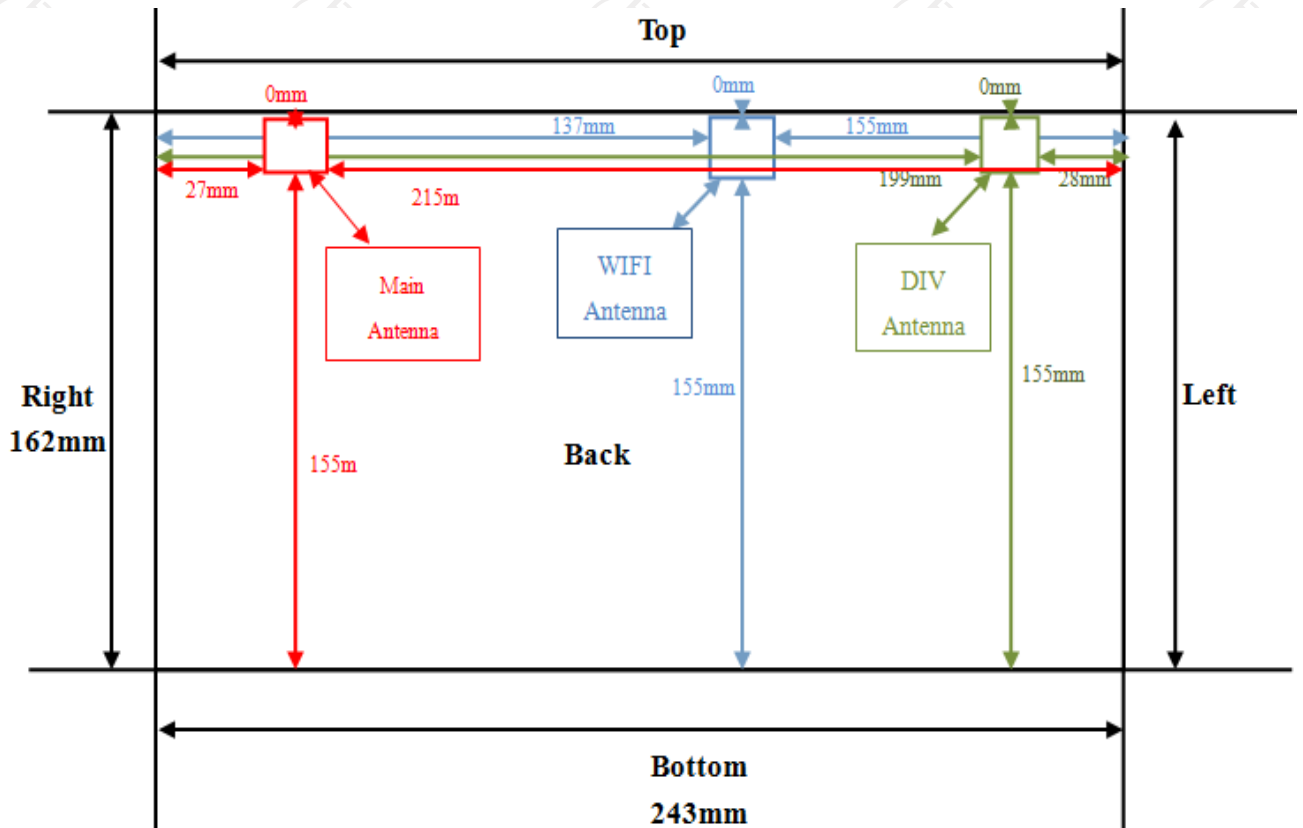 Top
0mm
0mm
0mm
137mm
155mm
27mm
215m
199mm
28mm
Main
Antenna
WIFI
Antenna
DIV
Antenna
Right
162mm
155mm
155mm
Left
155m
Back
Bottom
243mm